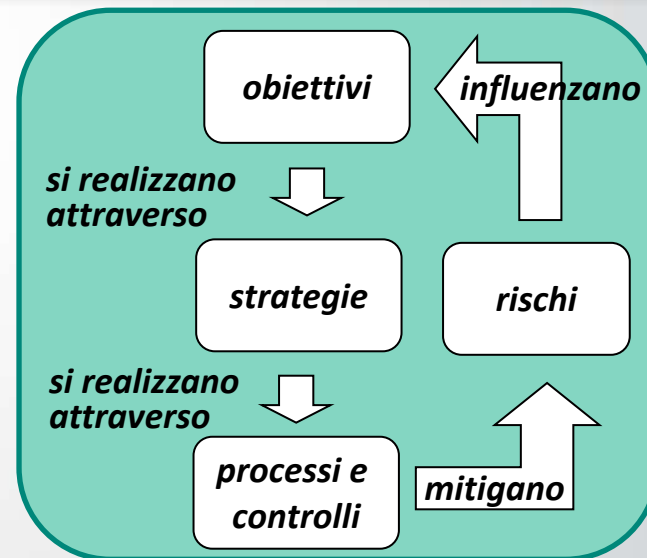 obiettivi
influenzano
si realizzano
attraverso
strategie
rischi
si realizzano
attraverso
processi e
controlli
mitigano